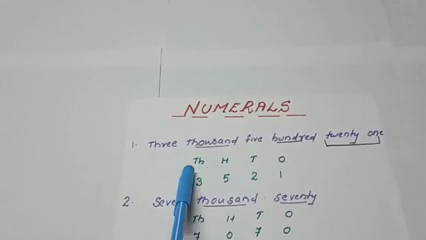 NUMERALS
1. Three thousand five hundred twenty one
Th H T O
3 5 2 1
2. Seven thousand seventy
Th H T O
7 0 7 0